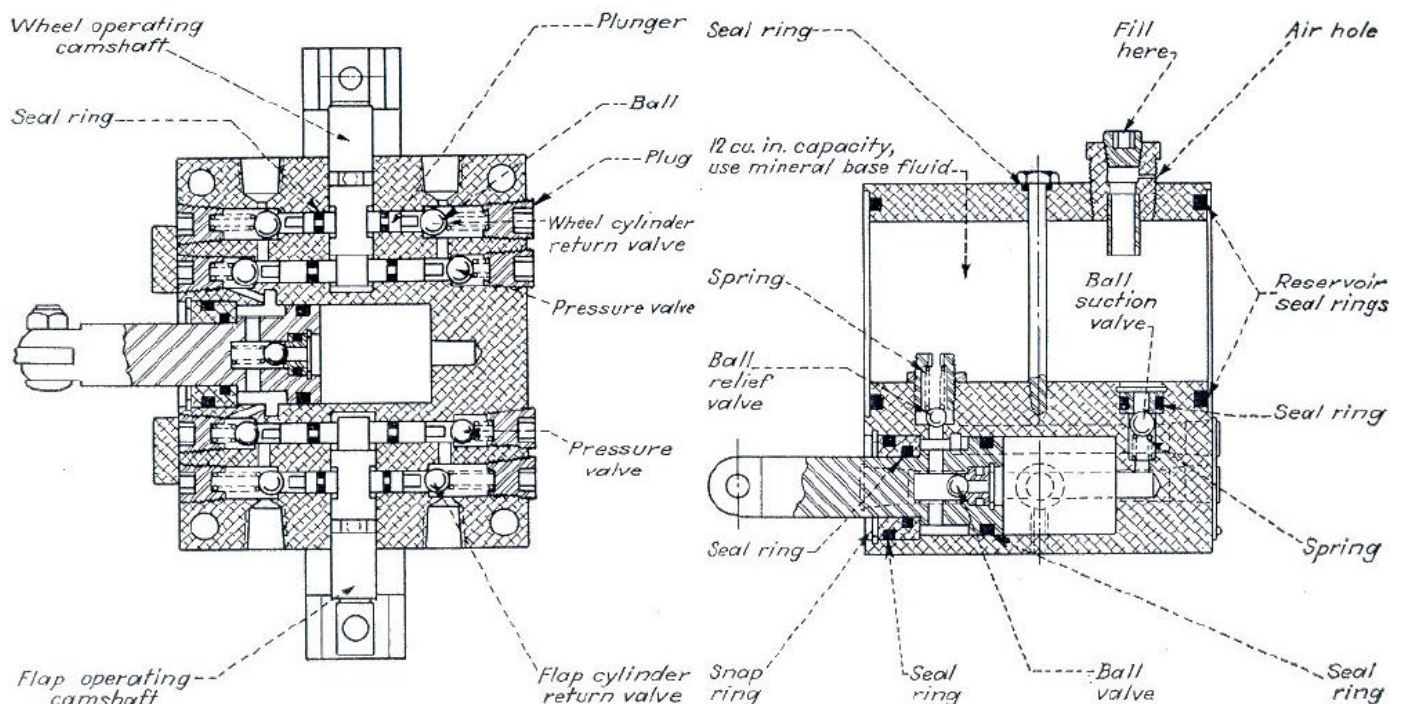 Wheel operating
camshaft
Seal ring
Plunger
Ball
Plug
Wheel cylinder
return valve
Pressure valve
Pressure
valve
Flap operating
camshaft
Flap cylinder
return valve
Seal ring
Fill
here
Air hole
12 cu. in. capacity,
use mineral base fluid
Spring
Ball
suction
valve
Reservoir
seal rings
Ball
relief
valve
Seal ring
Seal ring
Spring
Snap
ring
Seal
ring
Ball
valve
Seal
ring